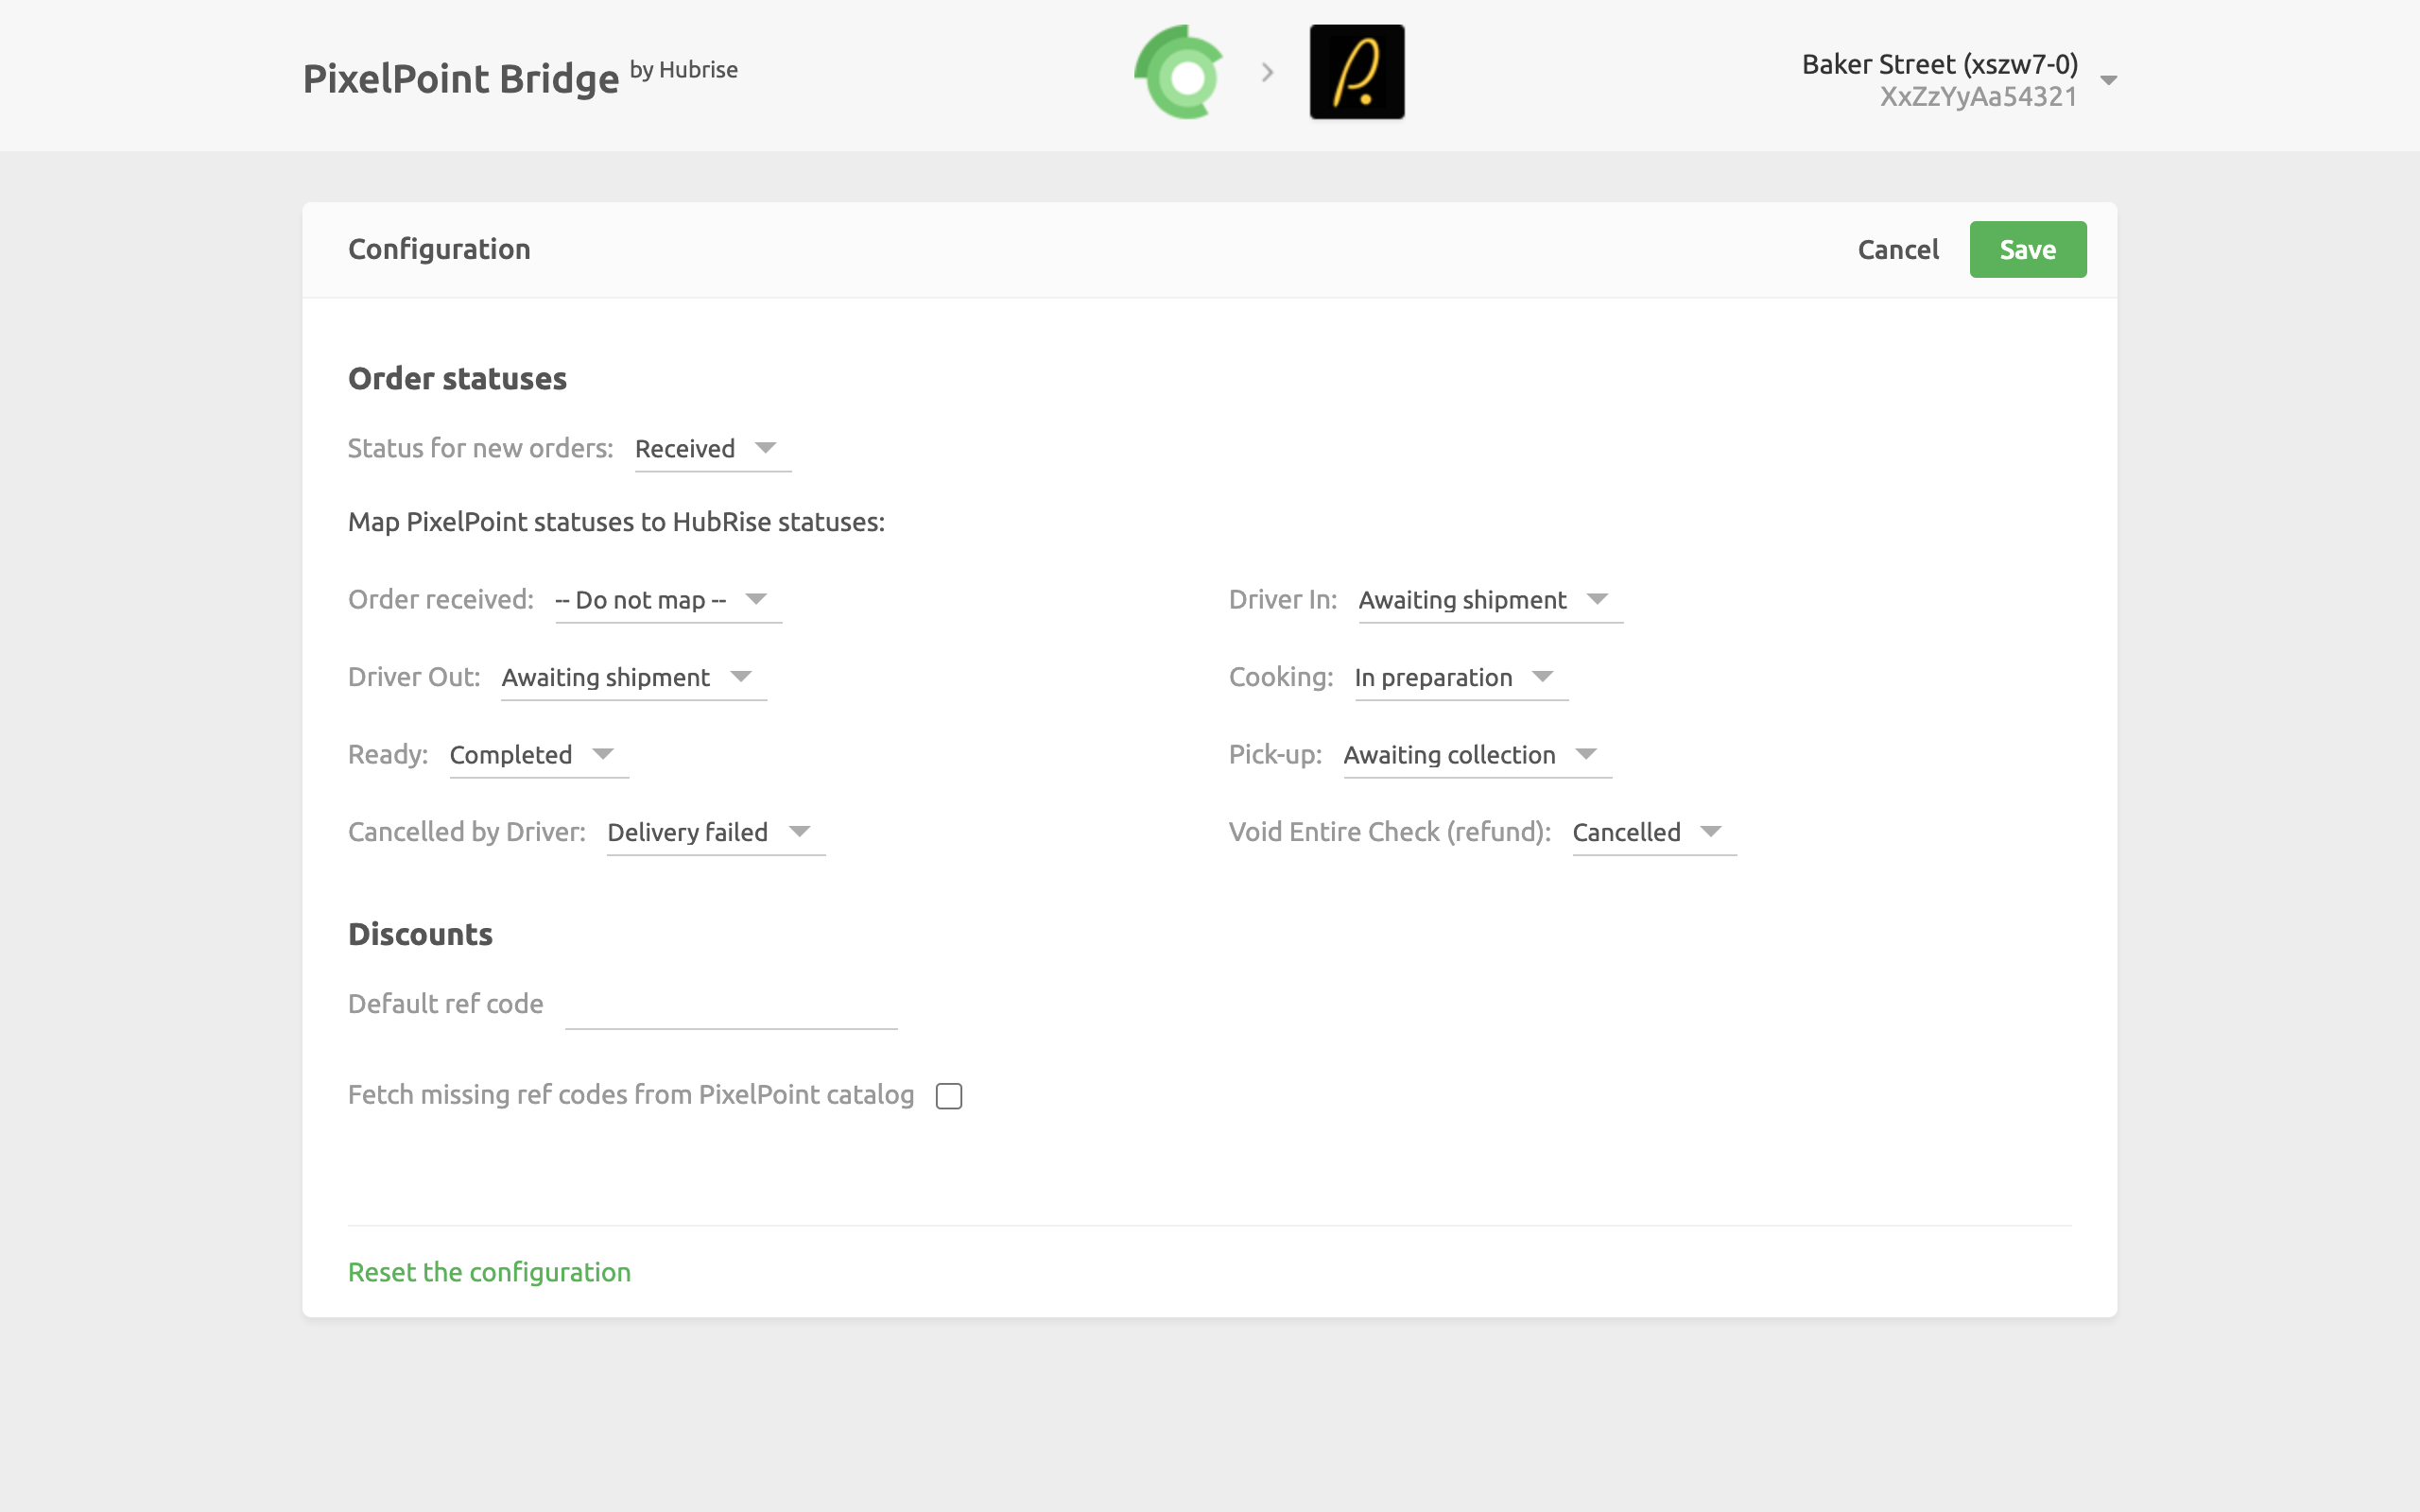 PixelPoint Bridge by Hubrise
Baker Street (xszw7-0)
XxZzYyAa54321
Configuration
Cancel
Save
Order statuses
Status for new orders: Received
Map PixelPoint statuses to HubRise statuses:
Order received: -- Do not map --
Driver In: Awaiting shipment
Driver Out: Awaiting shipment
Cooking: In preparation
Ready: Completed
Pick-up: Awaiting collection
Cancelled by Driver: Delivery failed
Void Entire Check (refund): Cancelled
Discounts
Default ref code
Fetch missing ref codes from PixelPoint catalog
Reset the configuration